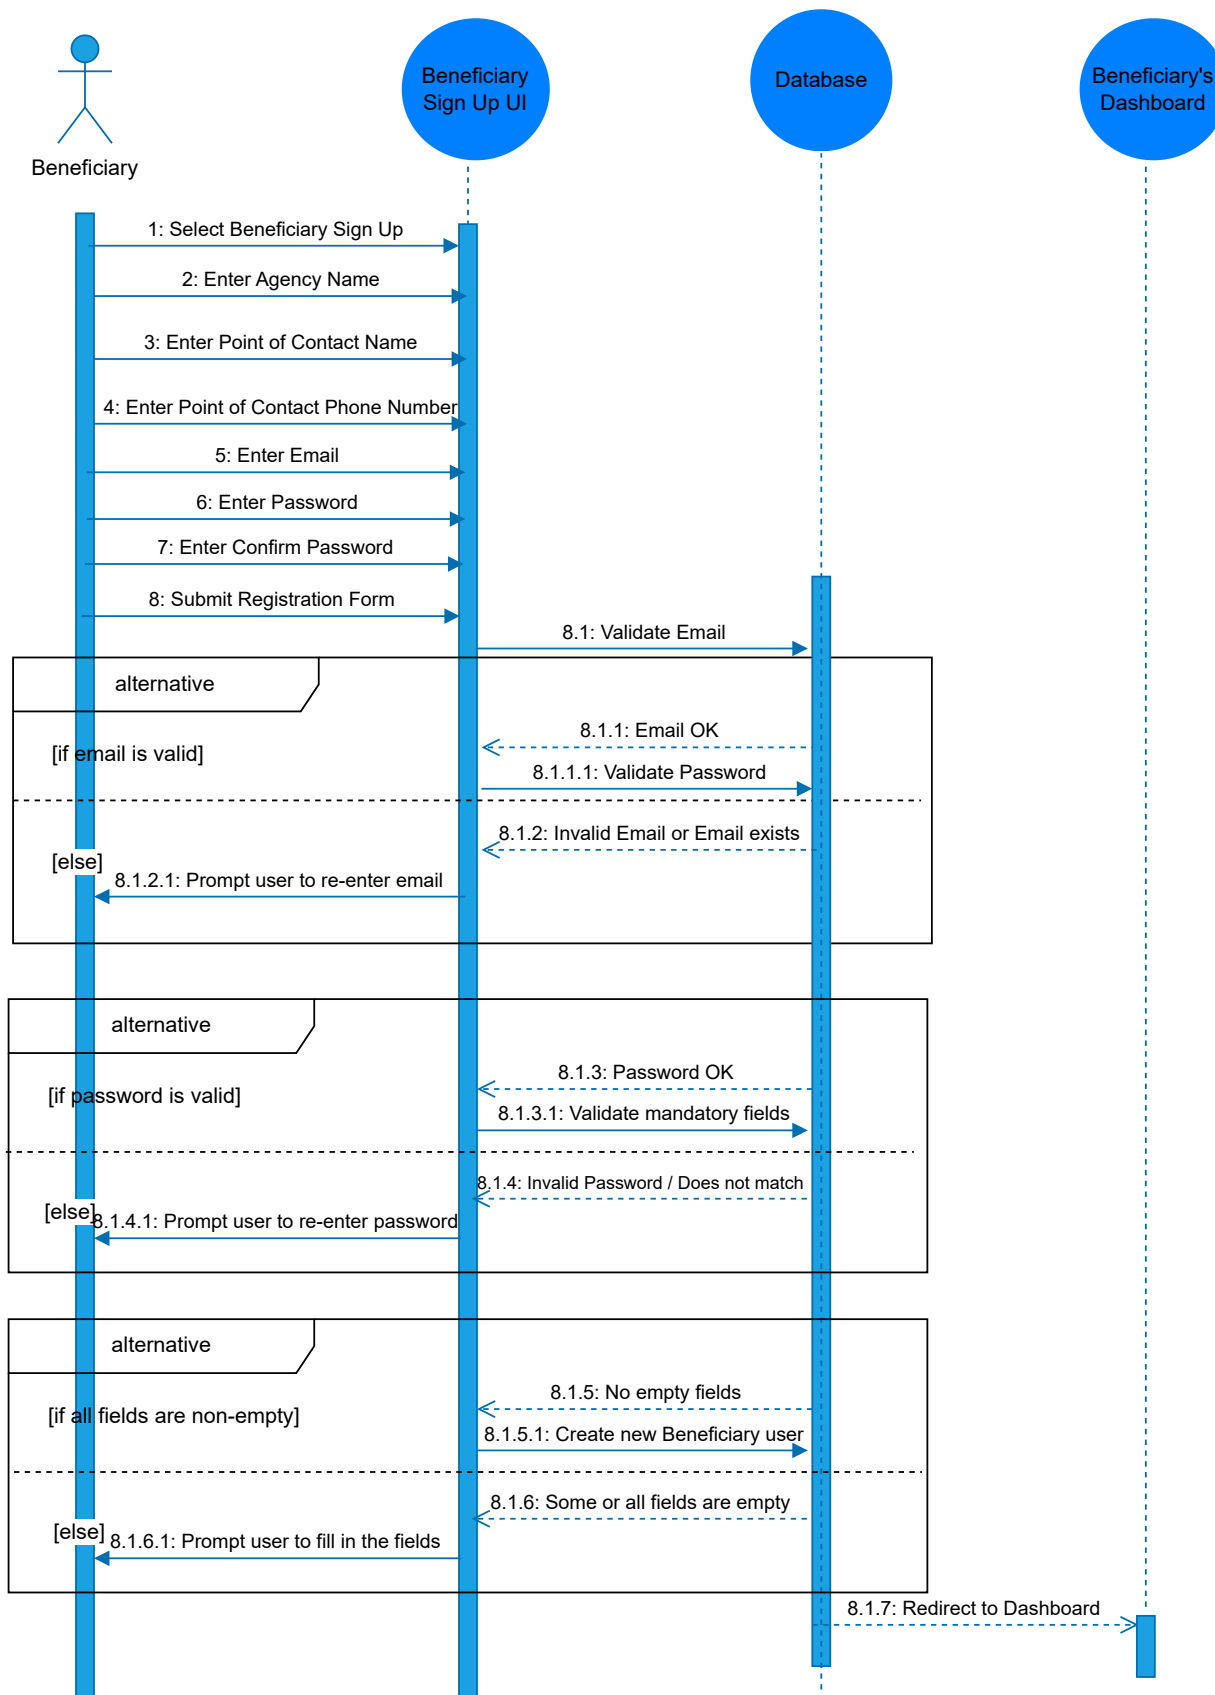 Beneficiary
Beneficiary
Sign Up UI
Database
Beneficiary's
Dashboard
1: Select Beneficiary Sign Up
2: Enter Agency Name
3: Enter Point of Contact Name
4: Enter Point of Contact Phone Number
5: Enter Email
6: Enter Password
7: Enter Confirm Password
8: Submit Registration Form
8.1: Validate Email
alternative
[if email is valid]
8.1.1: Email OK
8.1.1.1: Validate Password
8.1.2: Invalid Email or Email exists
[else]
8.1.2.1: Prompt user to re-enter email
alternative
[if password is valid]
8.1.3: Password OK
8.1.3.1: Validate mandatory fields
8.1.4: Invalid Password / Does not match
[else]
8.1.4.1: Prompt user to re-enter password
alternative
[if all fields are non-empty]
8.1.5: No empty fields
8.1.5.1: Create new Beneficiary user
8.1.6: Some or all fields are empty
[else]
8.1.6.1: Prompt user to fill in the fields
8.1.7: Redirect to Dashboard